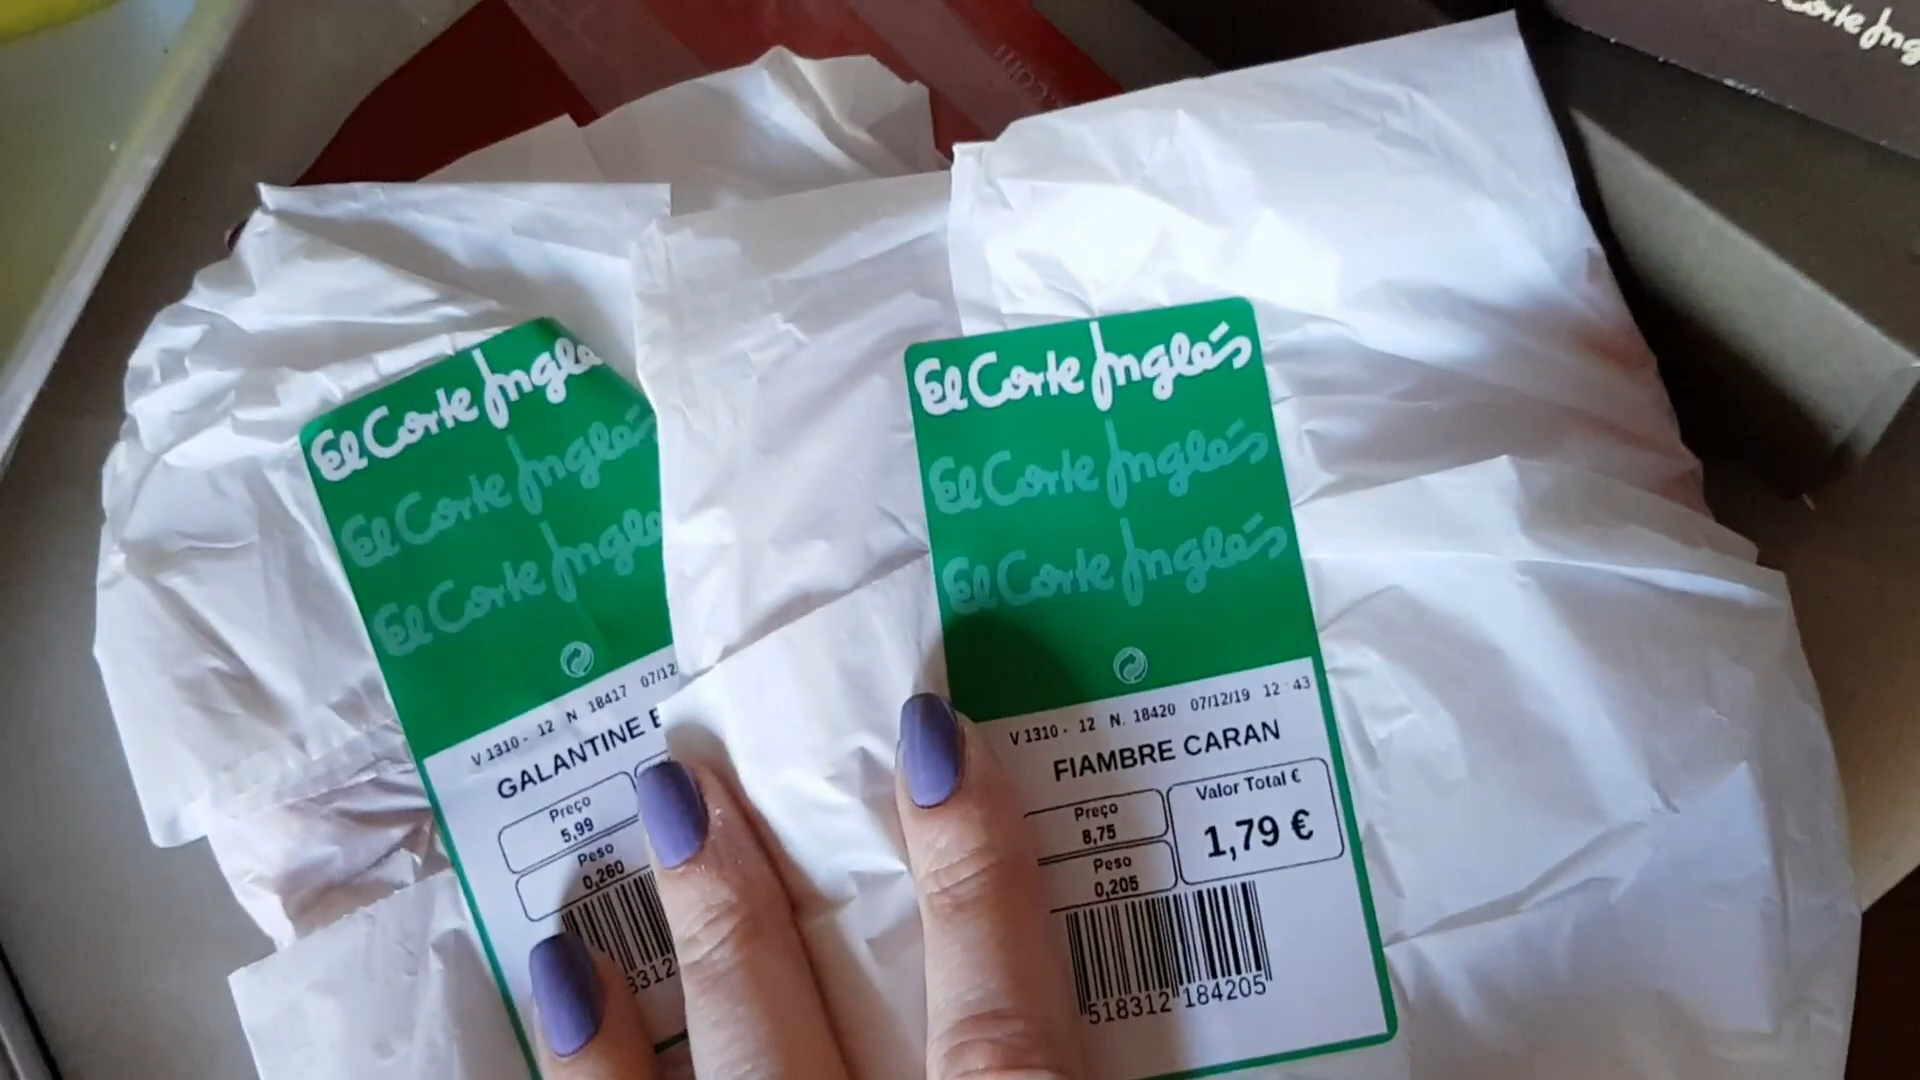 El Corte Inglés
El Corte Inglés
El Corte Inglés
V 1310 - 12 N. 18417 07/12
GALANTINE
Preço
5,99
Peso
0,260
3312
El Corte Inglés
El Corte Inglés
El Corte Inglés
V 1310 - 12 N. 18420 07/12/19 12:43
FIAMBRE CARAN
Preço
8,75
Peso
0,205
Valor Total €
1,79 €
518312 184205
Corte Ing